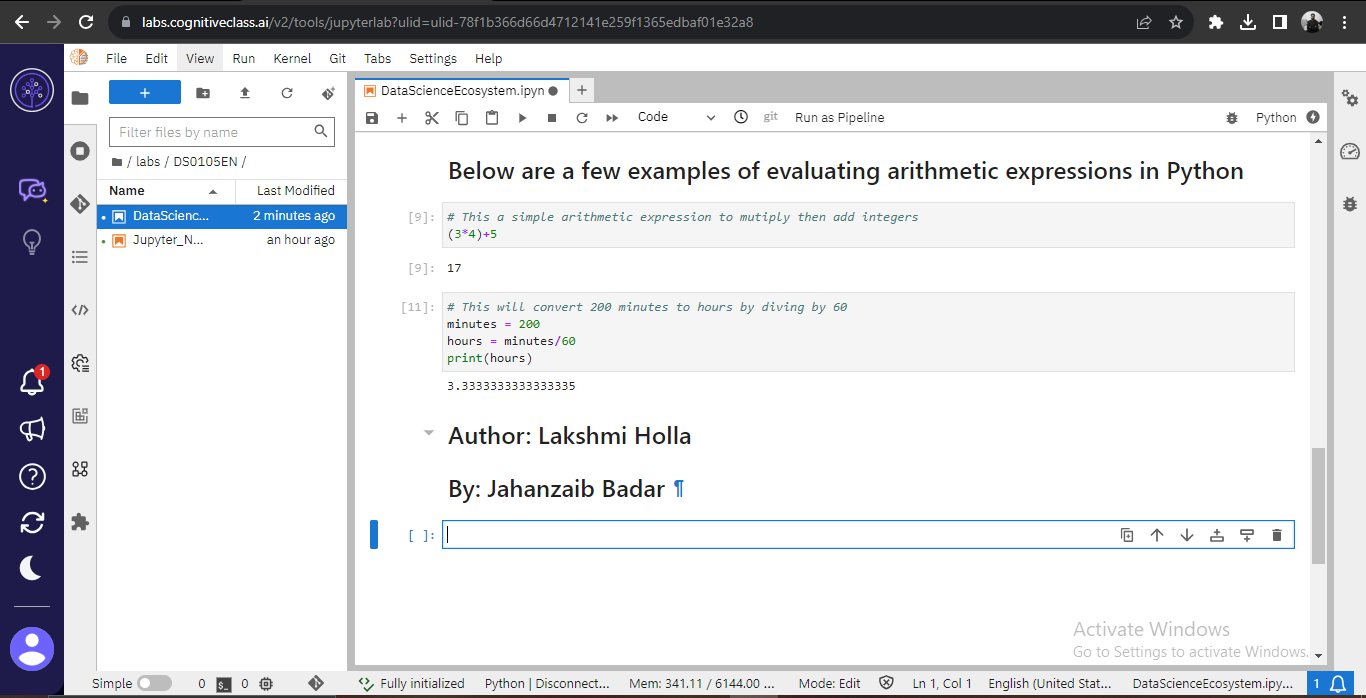 labs.cognitiveclass.ai/v2/tools/jupyterlab?ulid=ulid-78f1b366d66d4712141e259f1365edbaf01e32a8
File Edit View Run Kernel Git Tabs Settings Help
+
Filter files by name
/ labs / DS0105EN /
Name Last Modified
DataScienc... 2 minutes ago
Jupyter_N... an hour ago
1
DataScienceEcosystem.ipyn
Code git Run as Pipeline Python
Below are a few examples of evaluating arithmetic expressions in Python
[9]: # This a simple arithmetic expression to mutiply then add integers
(3*4)+5
[9]: 17
[11]: # This will convert 200 minutes to hours by diving by 60
minutes = 200
hours = minutes/60
print(hours)
3.3333333333333335
Author: Lakshmi Holla
By: Jahanzaib Badar ¶
[ ]:
Activate Windows
Go to Settings to activate Windows.
Simple 0 $_ 0 Fully initialized Python | Disconnect... Mem: 341.11 / 6144.00 ... Mode: Edit Ln 1, Col 1 English (United Stat... DataScienceEcosystem.ipy... 1